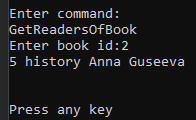 Enter command:
GetReadersOfBook
Enter book id:2
5 history Anna Guseeva
Press any key